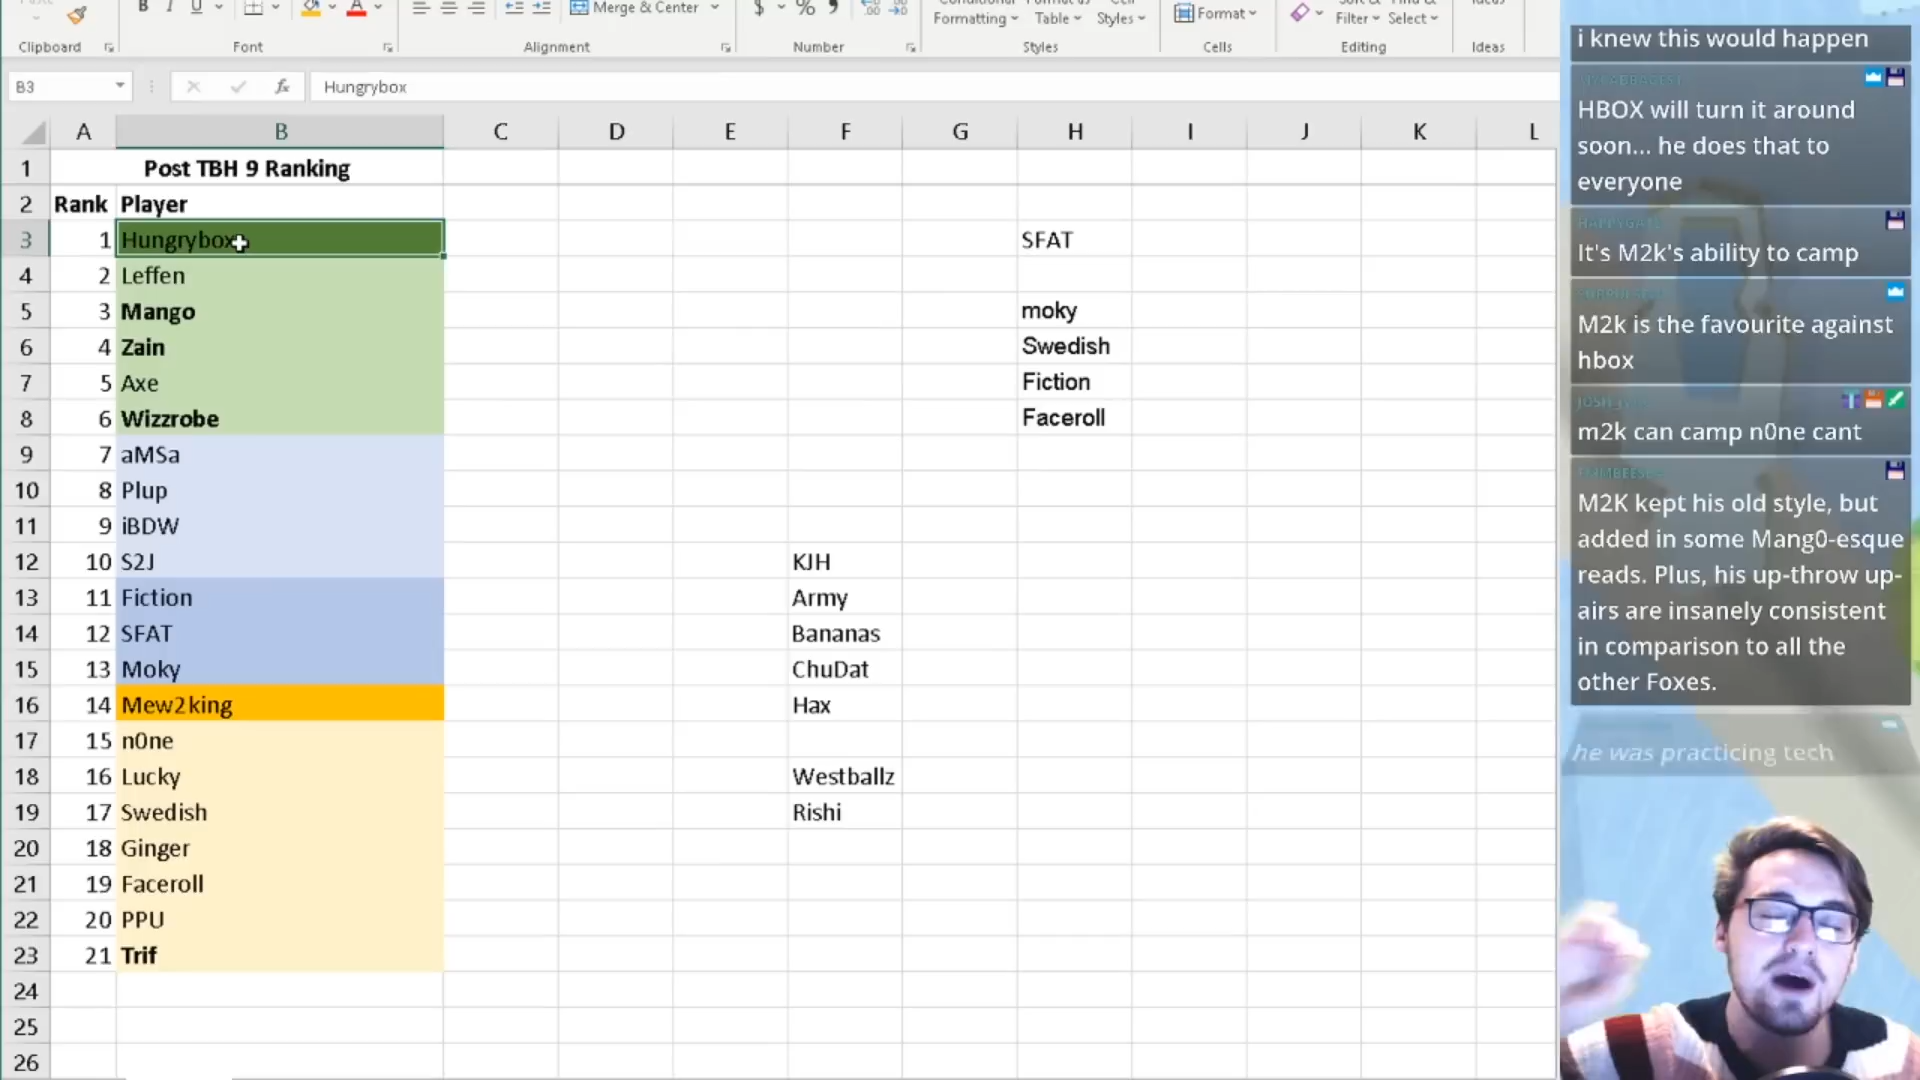 B I U
Merge & Center
$ % ,
Formatting Table Styles
Format
Filter Select
Clipboard Font Alignment Number Styles Cells Editing Ideas
B3 fx Hungrybox
A B C D E F G H I J K L
1 Post TBH 9 Ranking
2 Rank Player
3 1 Hungrybox SFAT
4 2 Leffen
5 3 Mango moky
6 4 Zain Swedish
7 5 Axe Fiction
8 6 Wizzrobe Faceroll
9 7 aMSa
10 8 Plup
11 9 iBDW
12 10 S2J KJH
13 11 Fiction Army
14 12 SFAT Bananas
15 13 Moky ChuDat
16 14 Mew2king Hax
17 15 n0ne
18 16 Lucky Westballz
19 17 Swedish Rishi
20 18 Ginger
21 19 Faceroll
22 20 PPU
23 21 Trif
24
25
26
i knew this would happen
HBOX will turn it around
soon... he does that to
everyone
It's M2k's ability to camp
M2k is the favourite against
hbox
m2k can camp n0ne cant
M2K kept his old style, but
added in some Mang0-esque
reads. Plus, his up-throw up-
airs are insanely consistent
in comparison to all the
other Foxes.
he was practicing tech